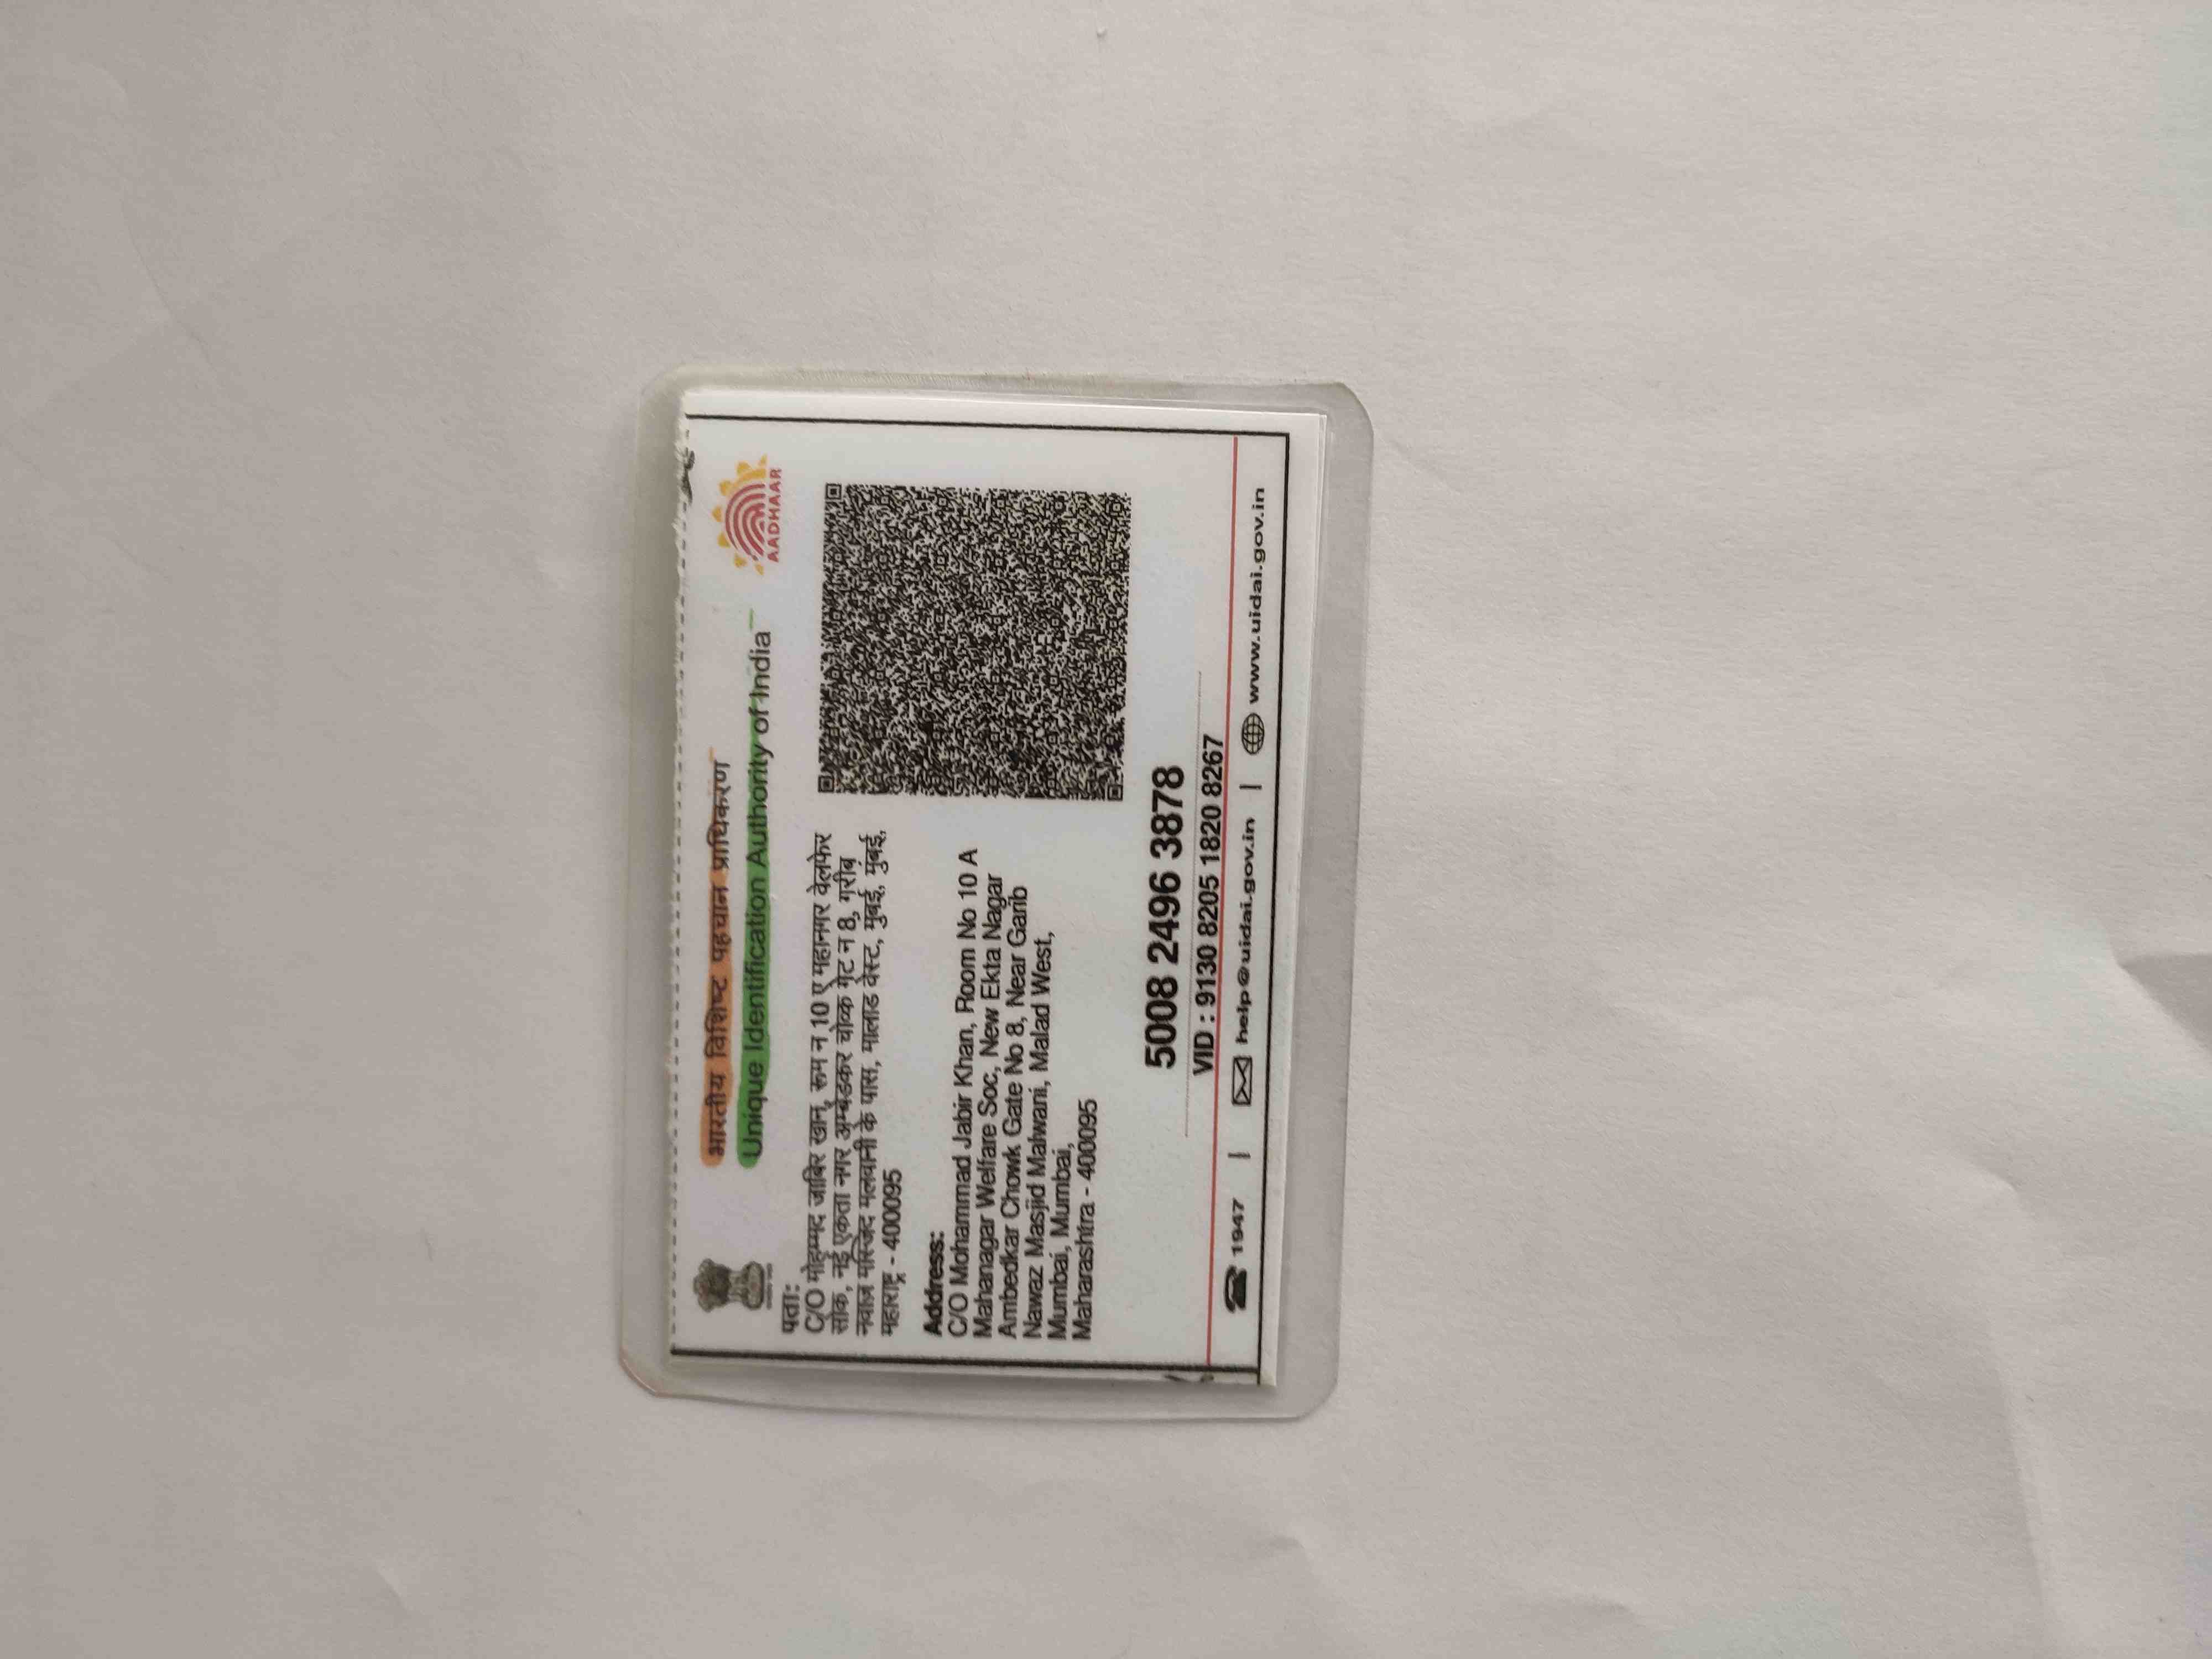 भारतीय विशिष्ट पहचान प्राधिकरण
Unique Identification Authority of India
AADHAAR
पता:
C/O मोहम्मद जाबिर खान, रूम न 10 ए महानगर वेलफेर
सोक, नई एकता नगर अम्बेडकर चोव्क गेट न 8, गरीब
नवाज़ मस्जिद मलवानी के पास, मालाड वेस्ट, मुंबई, मुंबई,
महाराष्ट्र - 400095
Address:
C/O Mohammad Jabir Khan, Room No 10 A
Mahanagar Welfare Soc, New Ekta Nagar
Ambedkar Chowk Gate No 8, Near Garib
Nawaz Masjid Malwani, Malad West,
Mumbai, Mumbai,
Maharashtra - 400095
5008 2496 3878
VID : 9130 8205 1820 8267
1947 | help@uidai.gov.in | www.uidai.gov.in